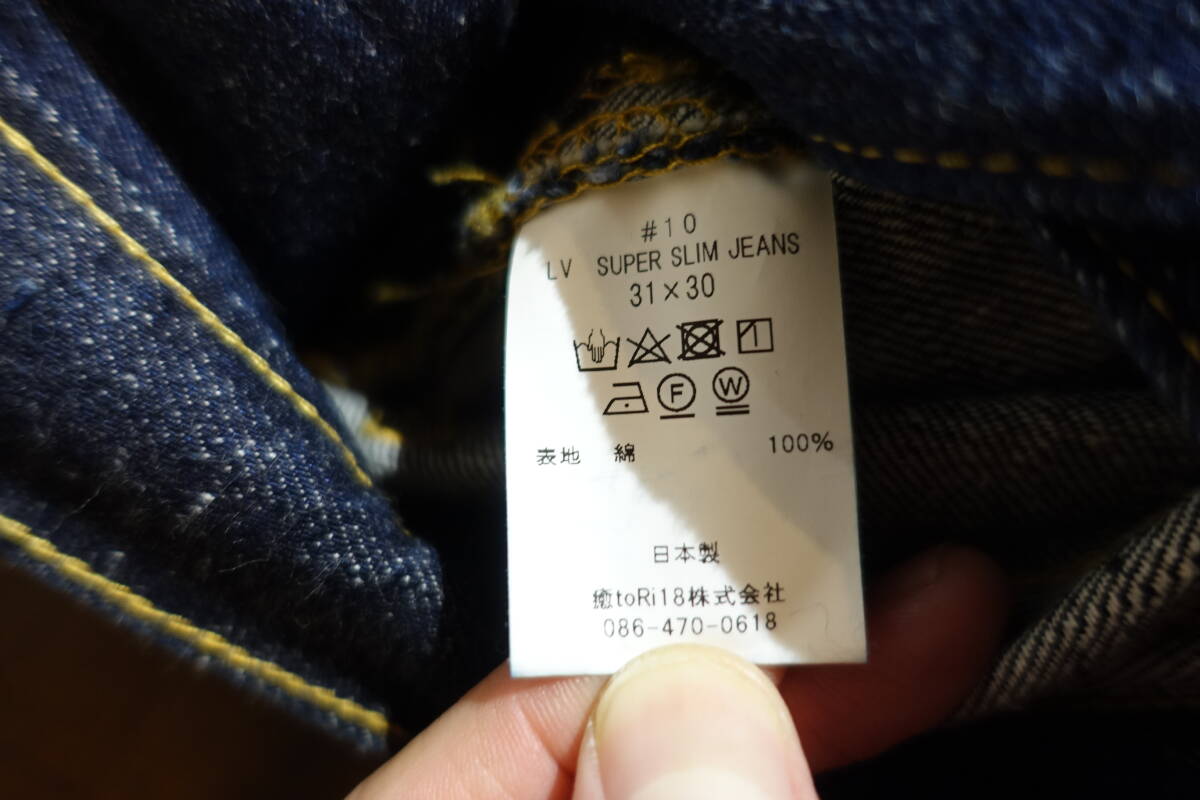 #10
LV SUPER SLIM JEANS
31×30
F W
表地 綿 100%
日本製
癒toRi18株式会社
086-470-0618